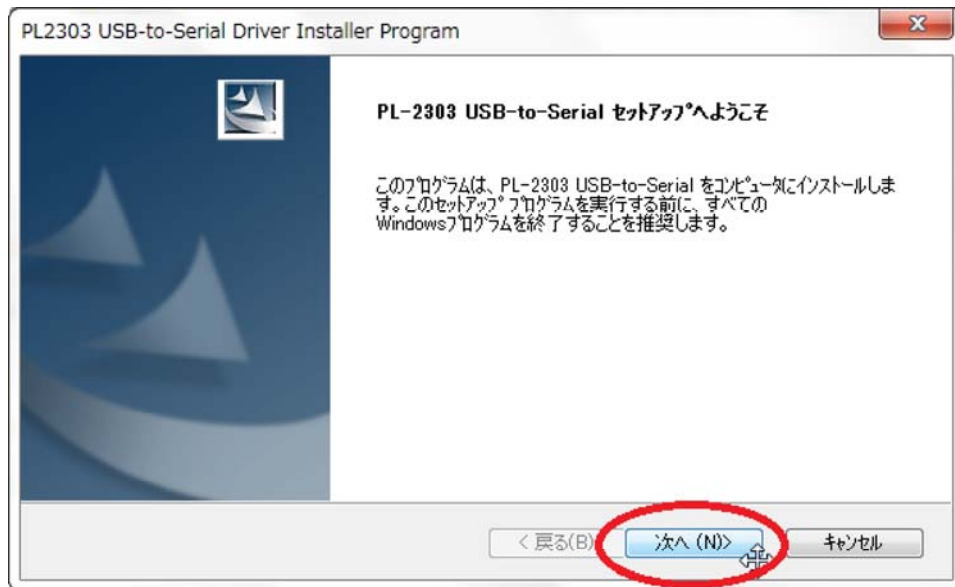 PL2303 USB-to-Serial Driver Installer Program
PL-2303 USB-to-Serial ｾｯﾄｱｯﾌﾟへようこそ
このﾌﾟﾛｸﾞﾗﾑは、PL-2303 USB-to-Serial をｺﾝﾋﾟｭｰﾀにｲﾝｽﾄｰﾙしま
す。このｾｯﾄｱｯﾌﾟ ﾌﾟﾛｸﾞﾗﾑを実行する前に、すべての
Windowsﾌﾟﾛｸﾞﾗﾑを終了することを推奨します。
< 戻る(B) 次へ (N)> ｷｬﾝｾﾙ